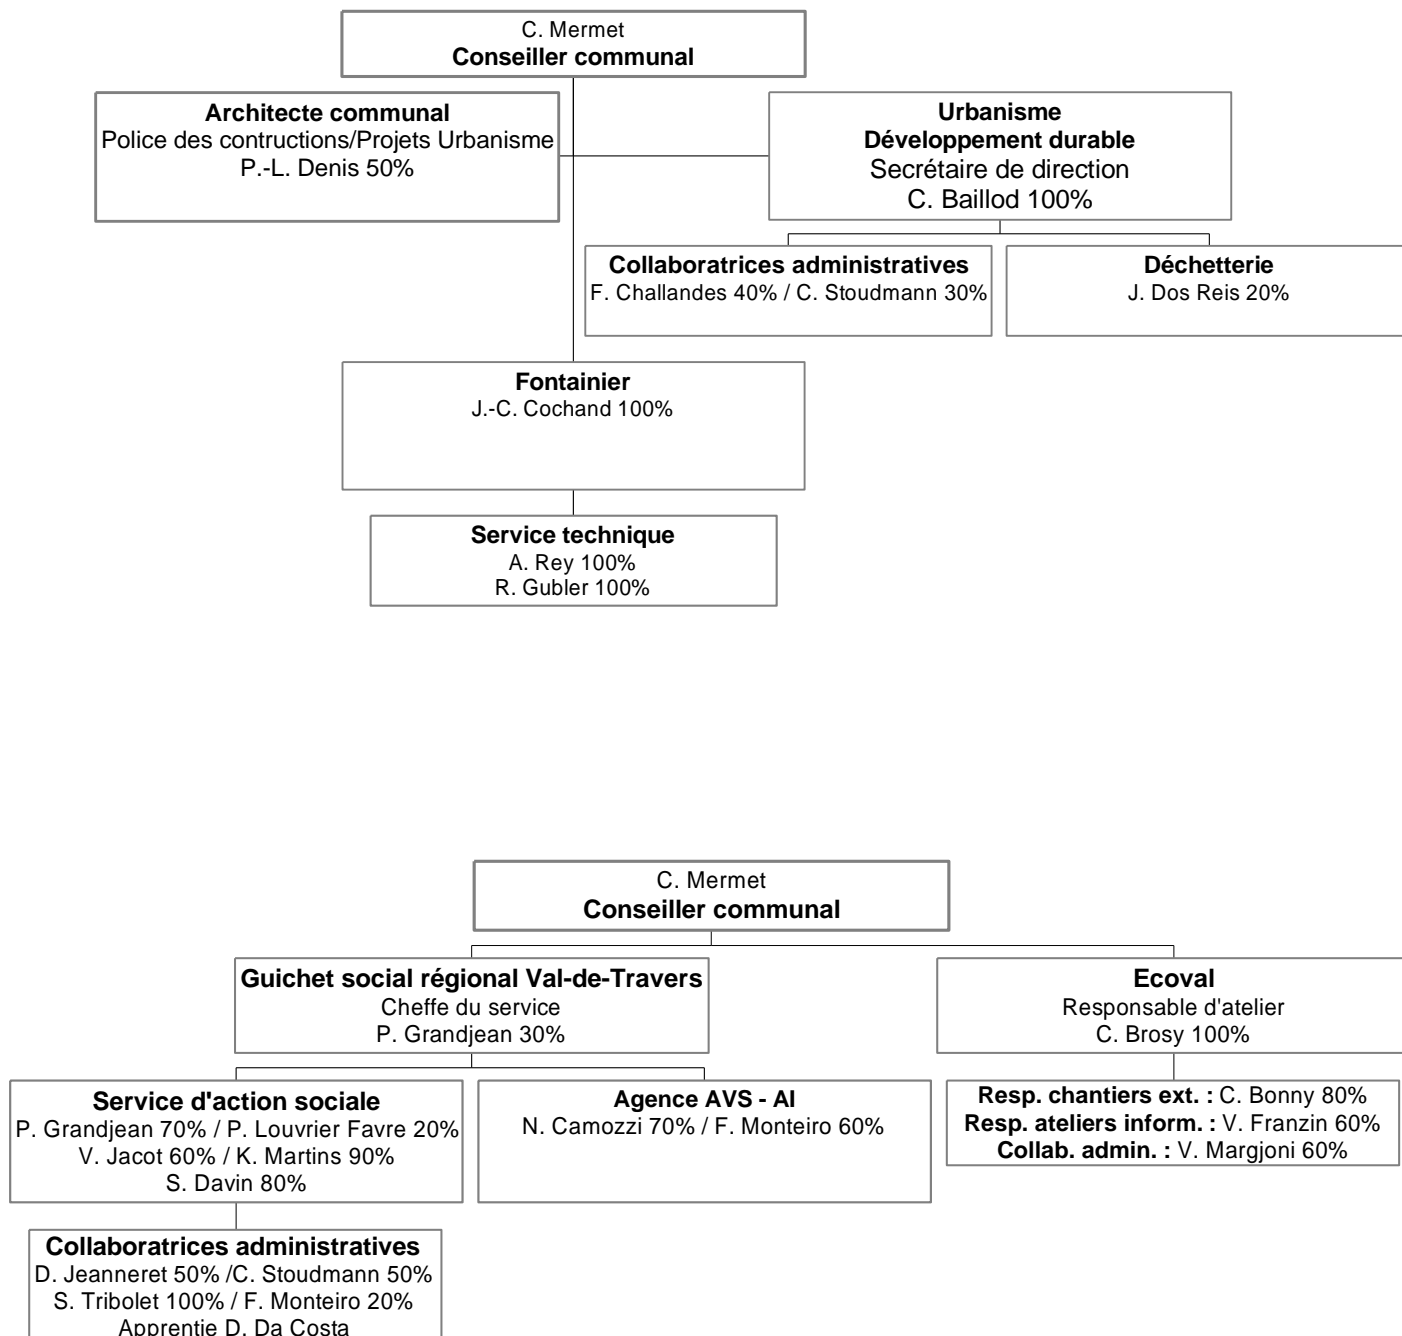 C. Mermet
Conseiller communal
Architecte communal
Police des contructions/Projets Urbanisme
P.-L. Denis 50%
Urbanisme
Développement durable
Secrétaire de direction
C. Baillod 100%
Collaboratrices administratives
F. Challandes 40% / C. Stoudmann 30%
Déchetterie
J. Dos Reis 20%
Fontainier
J.-C. Cochand 100%
Service technique
A. Rey 100%
R. Gubler 100%
C. Mermet
Conseiller communal
Guichet social régional Val-de-Travers
Cheffe du service
P. Grandjean 30%
Ecoval
Responsable d'atelier
C. Brosy 100%
Service d'action sociale
P. Grandjean 70% / P. Louvrier Favre 20%
V. Jacot 60% / K. Martins 90%
S. Davin 80%
Agence AVS - AI
N. Camozzi 70% / F. Monteiro 60%
Resp. chantiers ext. : C. Bonny 80%
Resp. ateliers inform. : V. Franzin 60%
Collab. admin. : V. Margjoni 60%
Collaboratrices administratives
D. Jeanneret 50% /C. Stoudmann 50%
S. Tribolet 100% / F. Monteiro 20%
Apprentie D. Da Costa